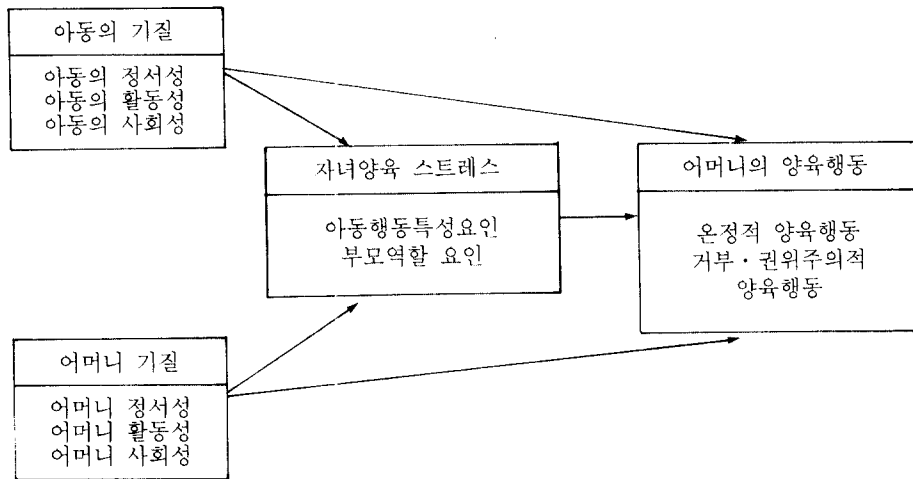 아동의 기질
아동의 정서성
아동의 활동성
아동의 사회성
자녀양육 스트레스
아동행동특성요인
부모역할 요인
어머니의 양육행동
온정적 양육행동
거부·권위주의적
양육행동
어머니 기질
어머니 정서성
어머니 활동성
어머니 사회성